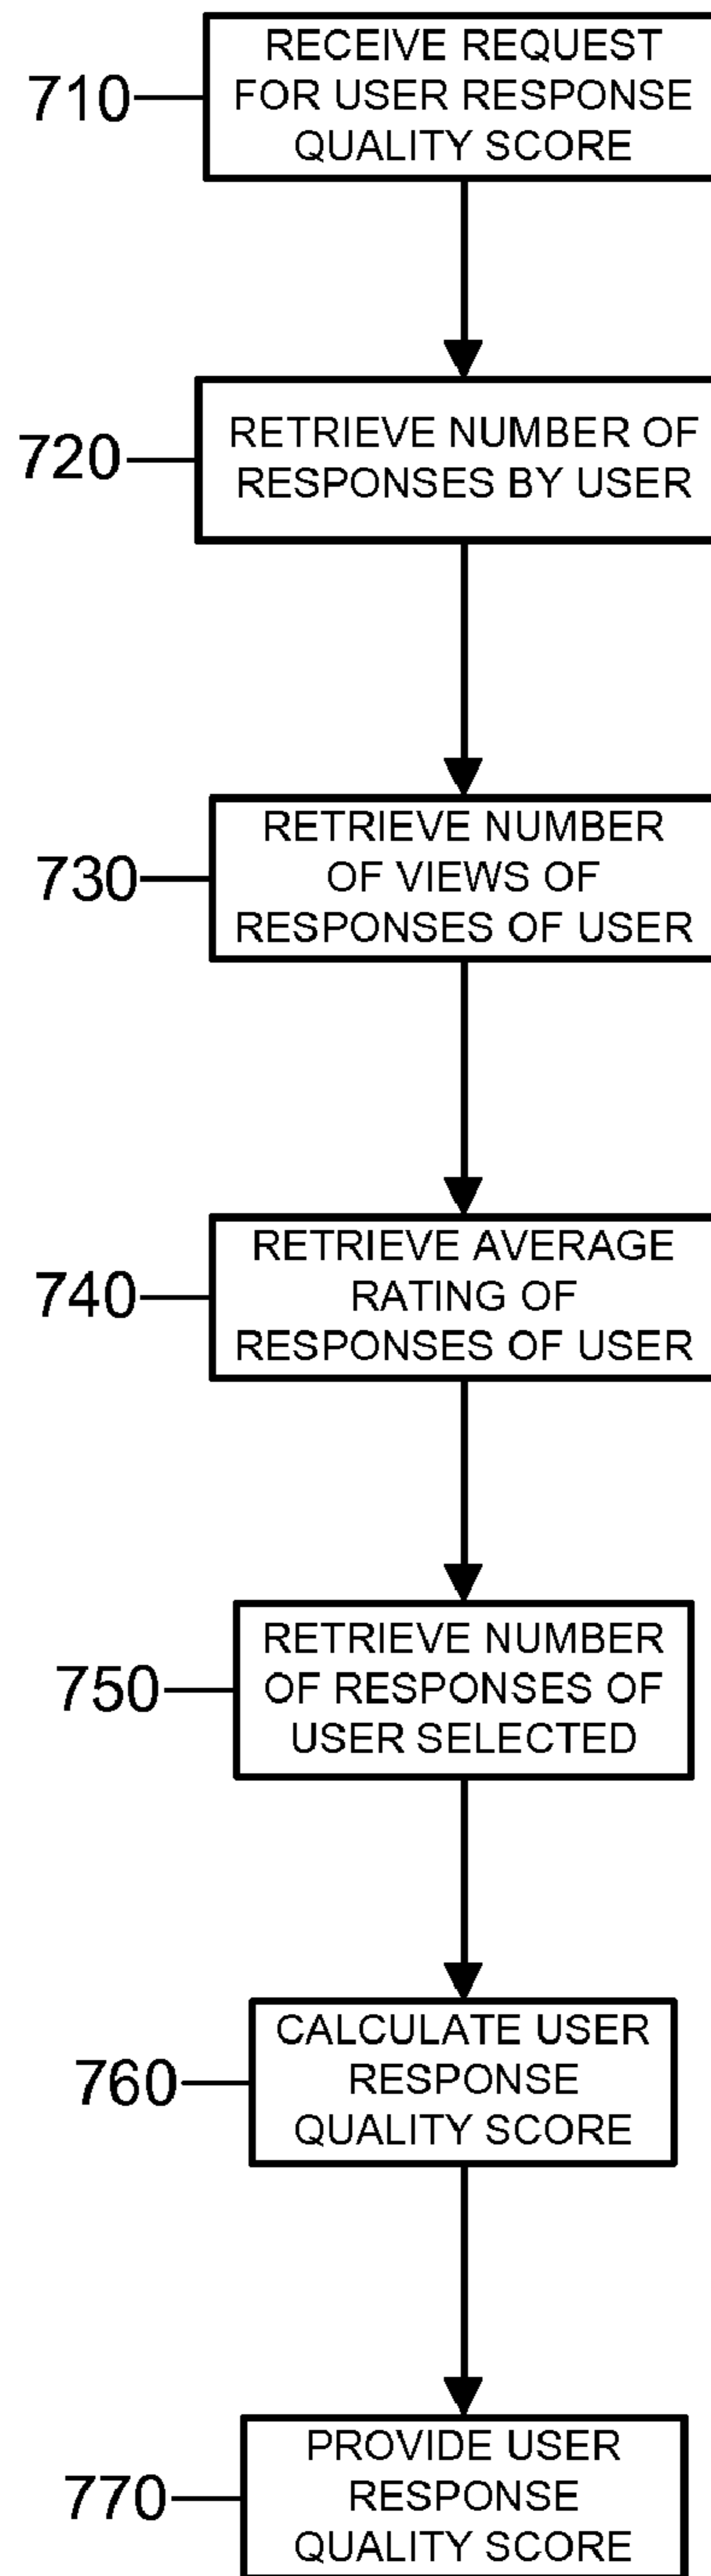 710
RECEIVE REQUEST
FOR USER RESPONSE
QUALITY SCORE
720
RETRIEVE NUMBER OF
RESPONSES BY USER
730
RETRIEVE NUMBER
OF VIEWS OF
RESPONSES OF USER
740
RETRIEVE AVERAGE
RATING OF
RESPONSES OF USER
750
RETRIEVE NUMBER
OF RESPONSES OF
USER SELECTED
760
CALCULATE USER
RESPONSE
QUALITY SCORE
770
PROVIDE USER
RESPONSE
QUALITY SCORE